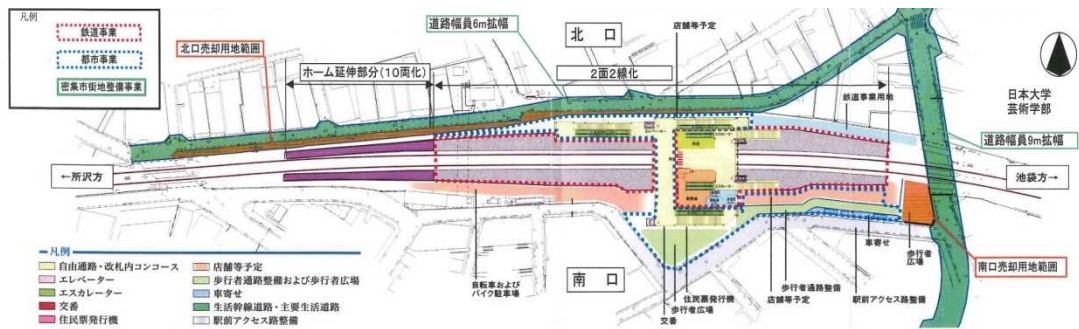 凡例
鉄道事業
都市事業
密集市街地整備事業
北口売却用地範囲
道路幅員6m拡幅
北 口
店舗等予定
ホーム延伸部分(10両化)
2面2線化
鉄道事業用地
日本大学
芸術学部
道路幅員9m拡幅
エレベーター
←所沢方
池袋方→
凡例
自由通路・改札内コンコース
エレベーター
エスカレーター
交番
住民票発行機
店舗等予定
歩行者通路整備および歩行者広場
車寄せ
生活幹線道路・主要生活道路
駅前アクセス路整備
自転車および
バイク駐車場
南 口
交番
歩行者広場
住民票発行機
店舗等予定
歩行者通路整備
駅前アクセス路整備
車寄せ
歩行者
広場
南口売却用地範囲